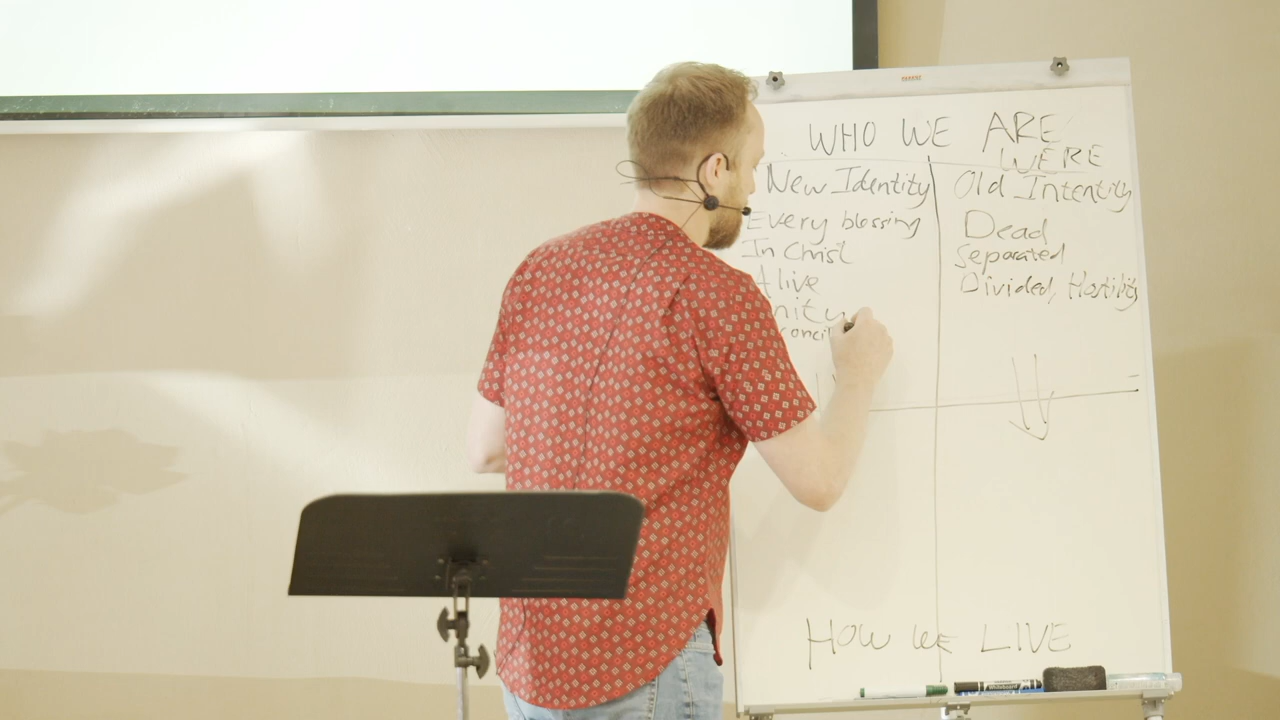 WHO WE ARE
WERE
New Identity
Every blessing
In Christ
Alive
Old Intentity
Dead
Separated
Divided, Hostility
HOW WE LIVE